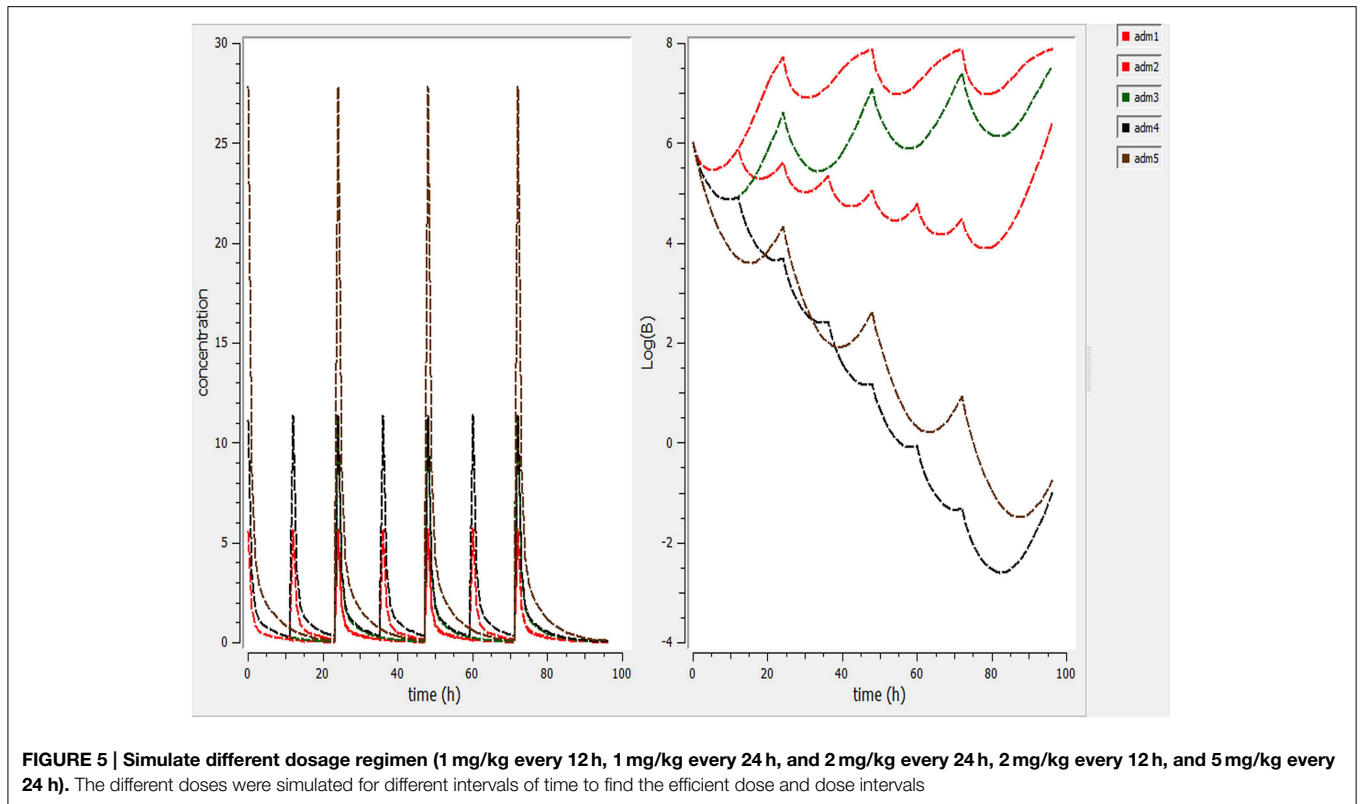 30
25
20
15
10
5
0
concentration
0 20 40 60 80 100
time (h)
8
6
4
2
0
-2
-4
Log(B)
0 20 40 60 80 100
time (h)
adm1
adm2
adm3
adm4
adm5
FIGURE 5 | Simulate different dosage regimen (1 mg/kg every 12 h, 1 mg/kg every 24 h, and 2 mg/kg every 24 h, 2 mg/kg every 12 h, and 5 mg/kg every
24 h). The different doses were simulated for different intervals of time to find the efficient dose and dose intervals